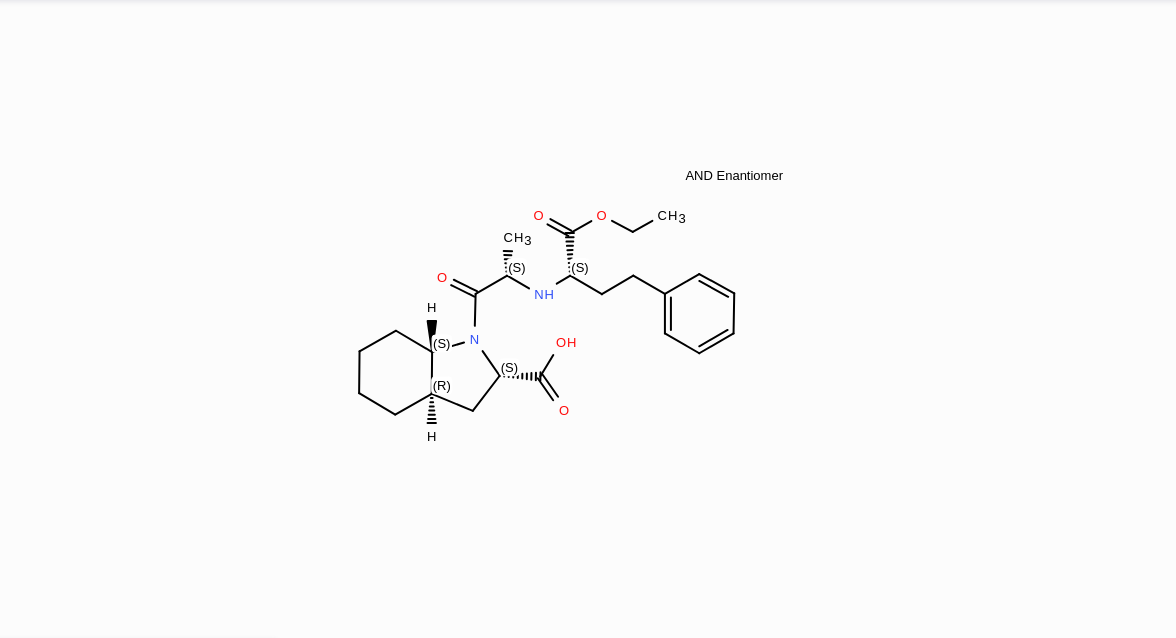 AND Enantiomer
O O CH3
CH3
(S) (S)
O
NH
H
(S) N OH
(S)
(R)
O
H